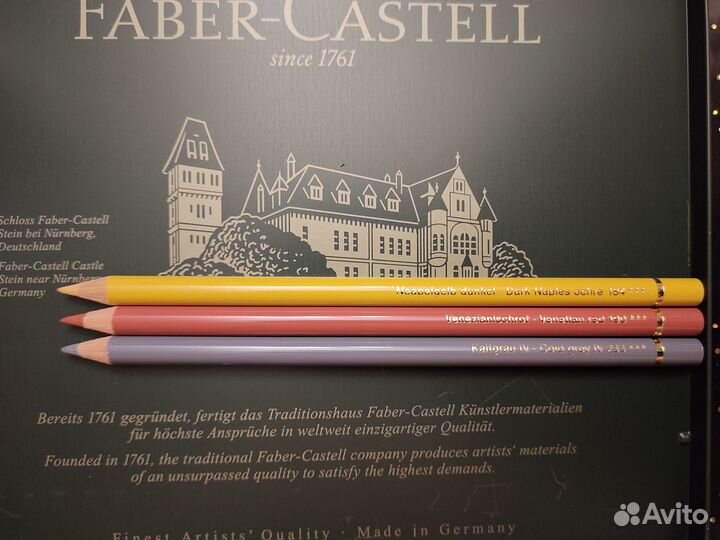 FABER-CASTELL
since 1761
Schloss Faber-Castell
Stein bei Nürnberg,
Deutschland
Faber-Castell Castle
Stein near Nürnberg
Germany
Neapelgelb dunkel · Dark Naples ochre 184 ***
Venezianischrot · Venetian red 190 ***
Kaltgrau IV · Cold grey IV 233 ***
Bereits 1761 gegründet, fertigt das Traditionshaus Faber-Castell Künstlermaterialien
für höchste Ansprüche in weltweit einzigartiger Qualität.
Founded in 1761, the traditional Faber-Castell company produces artists' materials
of an unsurpassed quality to satisfy the highest demands.
Finest Artists' Quality · Made in Germany
Avito